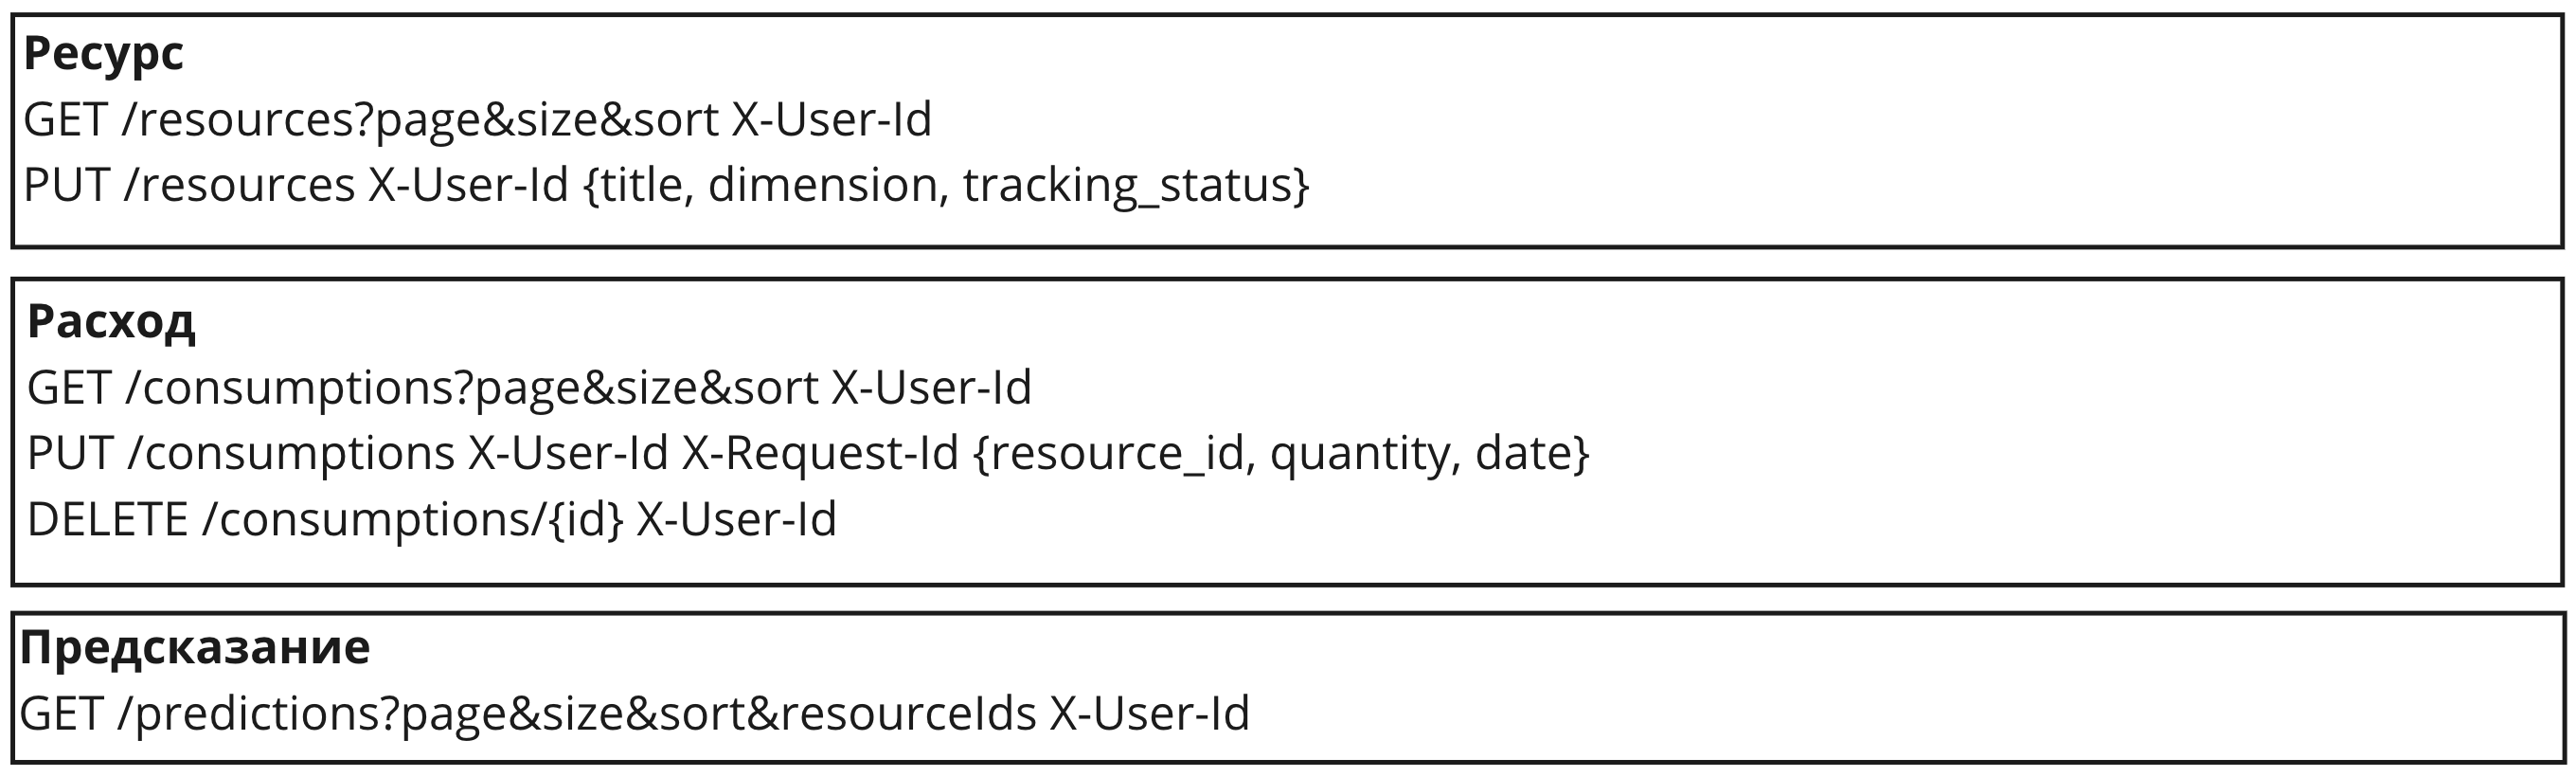 Ресурс
GET /resources?page&size&sort X-User-Id
PUT /resources X-User-Id {title, dimension, tracking_status}
Расход
GET /consumptions?page&size&sort X-User-Id
PUT /consumptions X-User-Id X-Request-Id {resource_id, quantity, date}
DELETE /consumptions/{id} X-User-Id
Предсказание
GET /predictions?page&size&sort&resourceIds X-User-Id